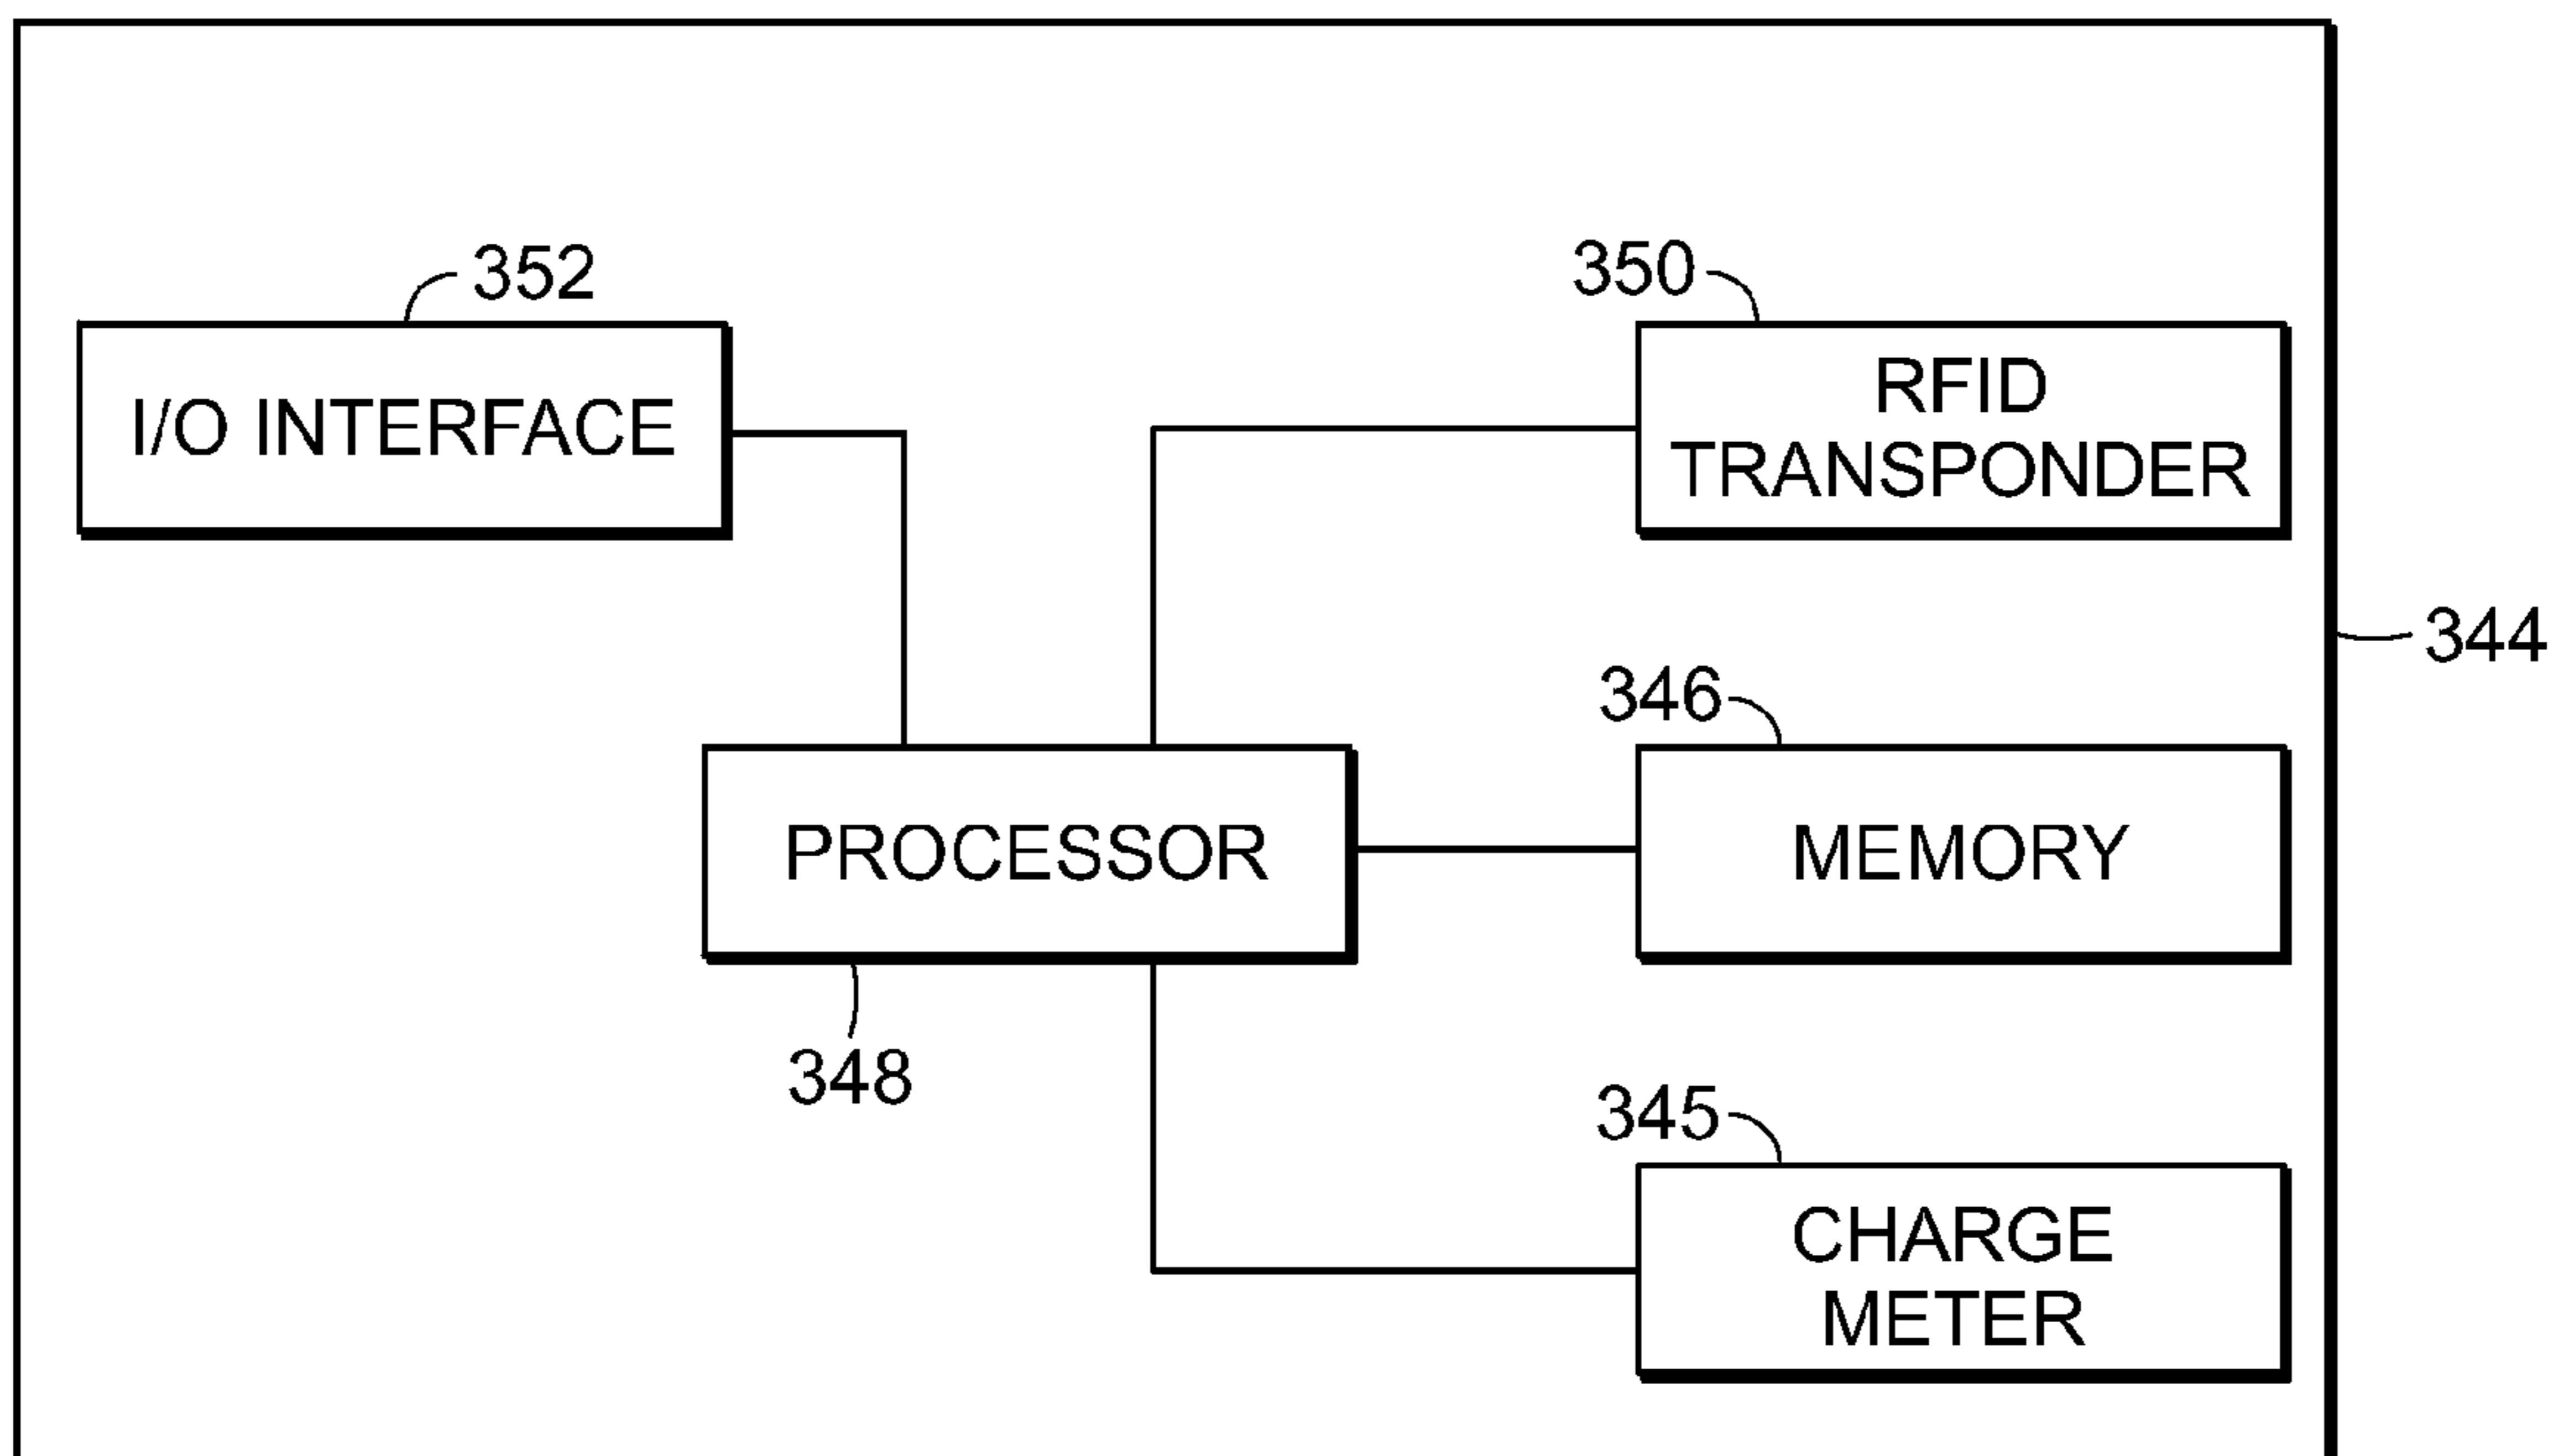 352
350
I/O INTERFACE
RFID
TRANSPONDER
344
346
PROCESSOR
MEMORY
348
345
CHARGE
METER